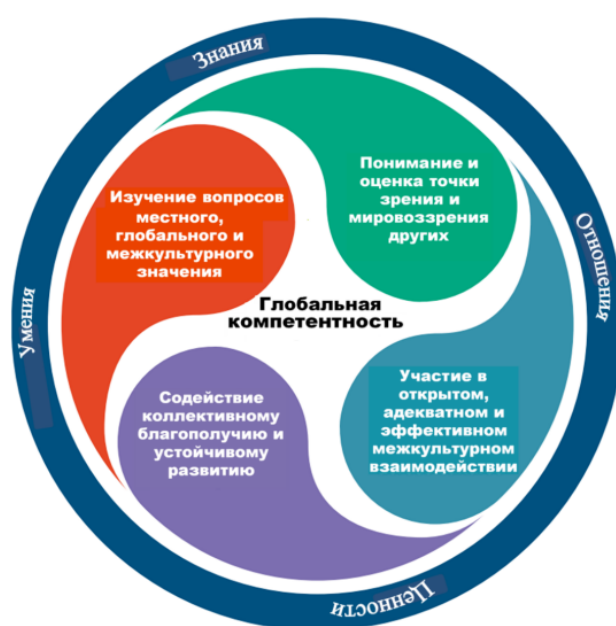 Знания
Понимание и
оценка точки
зрения и
мировоззрения
других
Изучение вопросов
местного,
глобального и
межкультурного
значения
Отношения
Умения
Глобальная
компетентность
Содействие
коллективному
благополучию и
устойчивому
развитию
Участие в
открытом,
адекватном и
эффективном
межкультурном
взаимодействии
Ценности